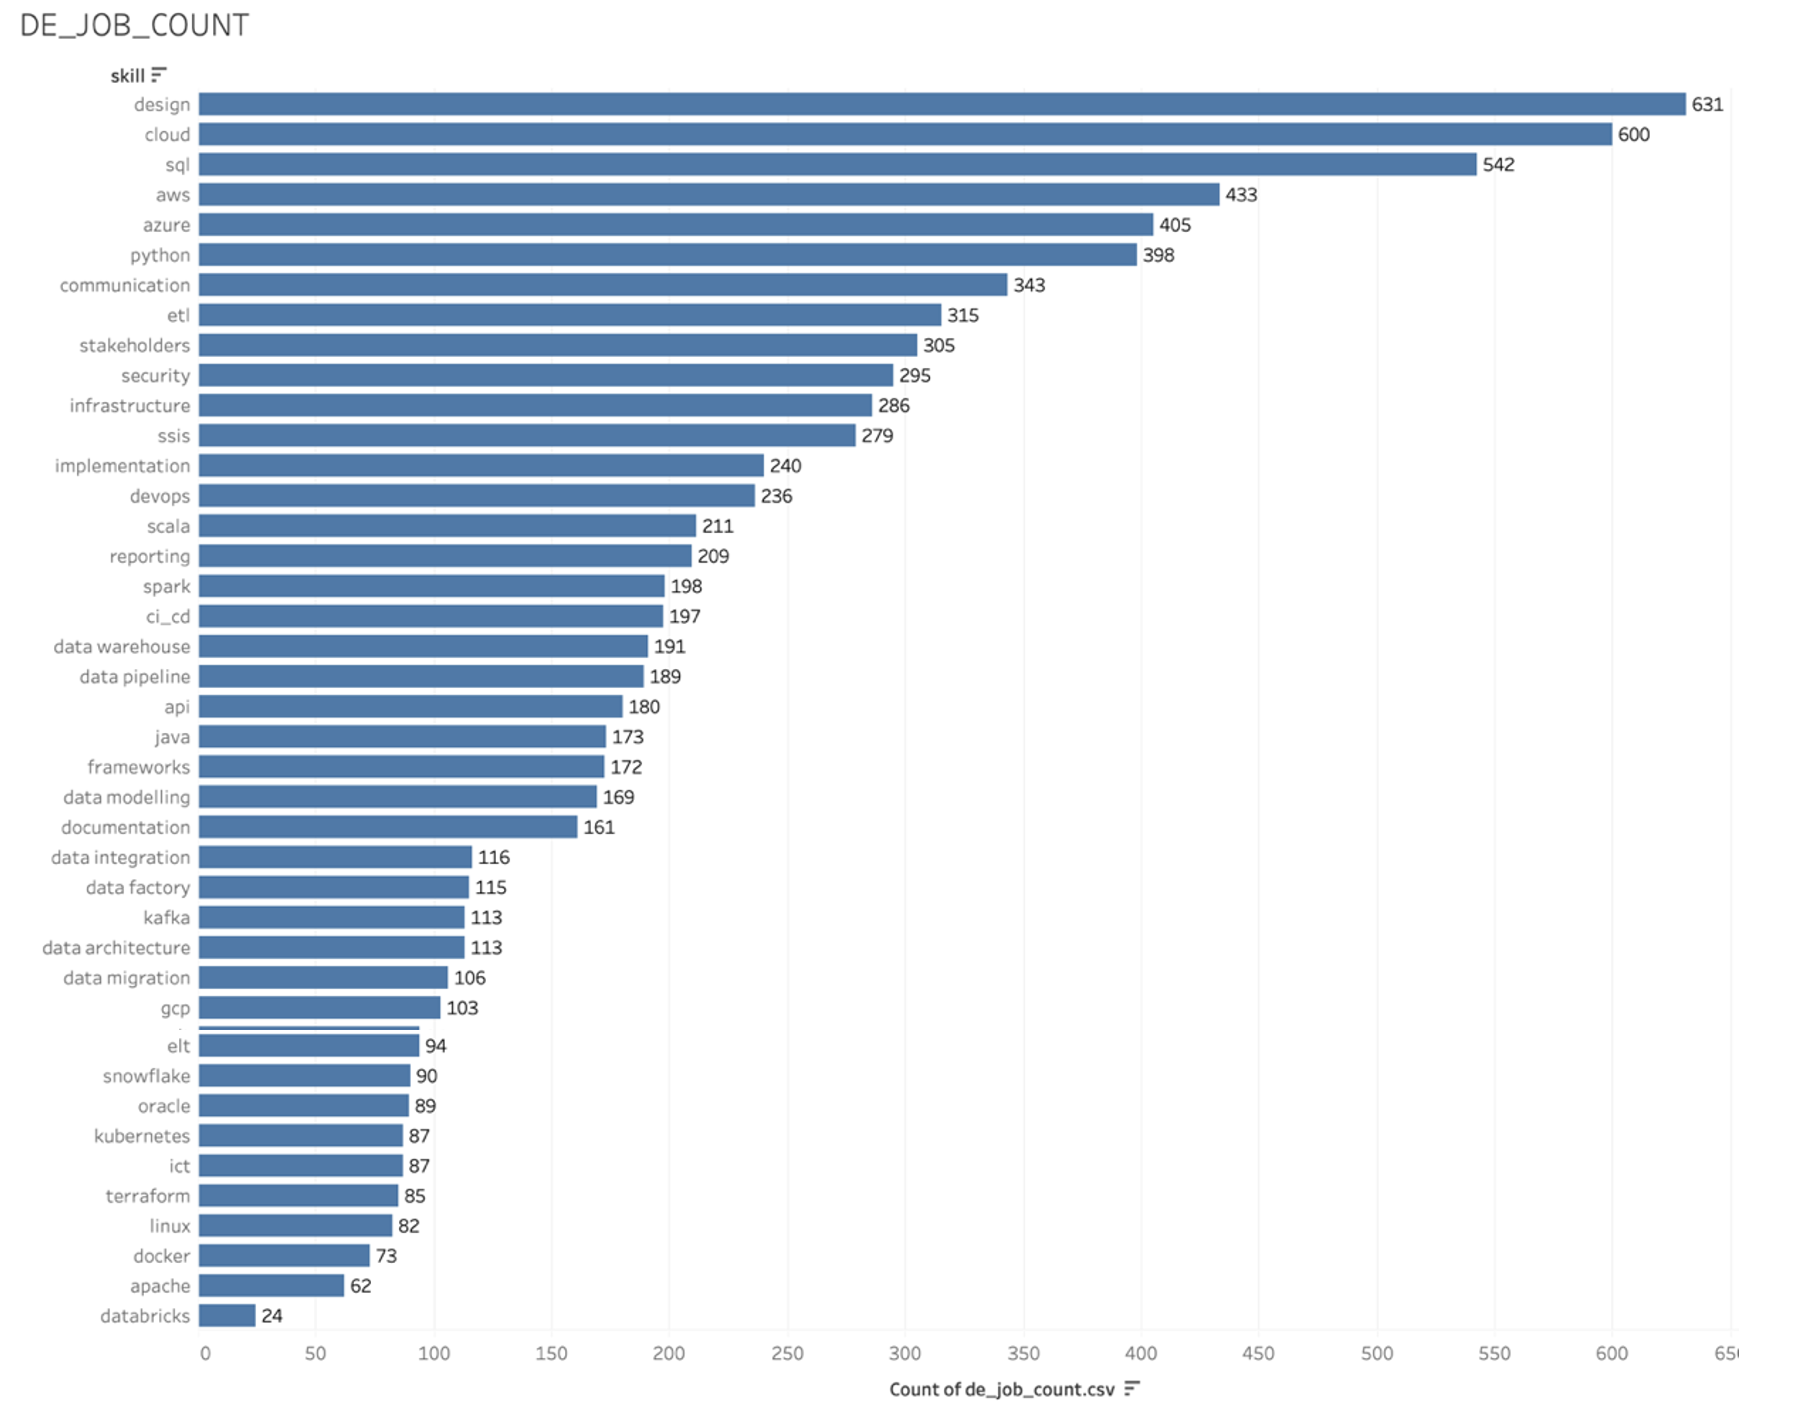 DE_JOB_COUNT
skill
design 631
cloud 600
sql 542
aws 433
azure 405
python 398
communication 343
etl 315
stakeholders 305
security 295
infrastructure 286
ssis 279
implementation 240
devops 236
scala 211
reporting 209
spark 198
ci_cd 197
data warehouse 191
data pipeline 189
api 180
java 173
frameworks 172
data modelling 169
documentation 161
data integration 116
data factory 115
kafka 113
data architecture 113
data migration 106
gcp 103
elt 94
snowflake 90
oracle 89
kubernetes 87
ict 87
terraform 85
linux 82
docker 73
apache 62
databricks 24
0 50 100 150 200 250 300 350 400 450 500 550 600
Count of de_job_count.csv